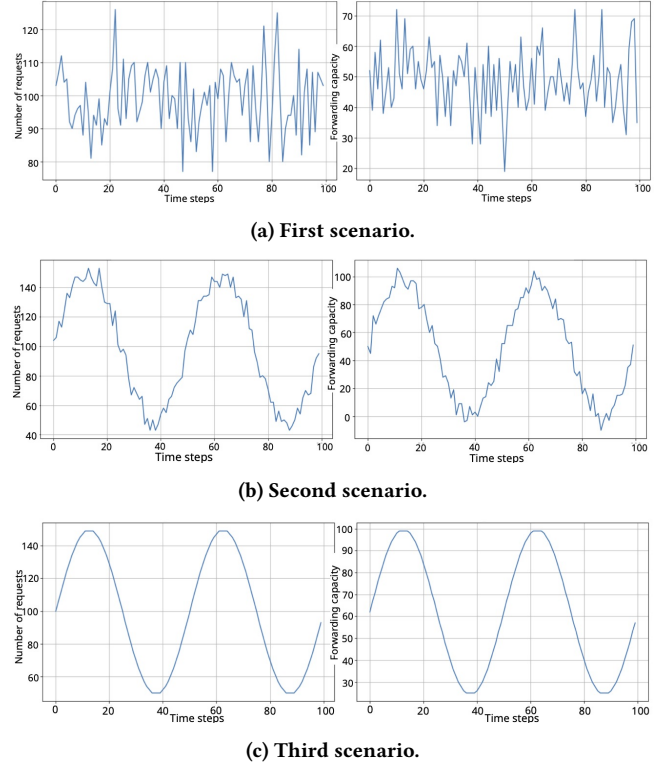 Number of requests
120
110
100
90
80
0 20 40 60 80 100
Time steps
Forwarding capacity
70
60
50
40
30
20
0 20 40 60 80 100
Time steps
(a) First scenario.
Number of requests
140
120
100
80
60
40
0 20 40 60 80 100
Time steps
Forwarding capacity
100
80
60
40
20
0
0 20 40 60 80 100
Time steps
(b) Second scenario.
Number of requests
140
120
100
80
60
0 20 40 60 80 100
Time steps
Forwarding capacity
100
90
80
70
60
50
40
30
0 20 40 60 80 100
Time steps
(c) Third scenario.